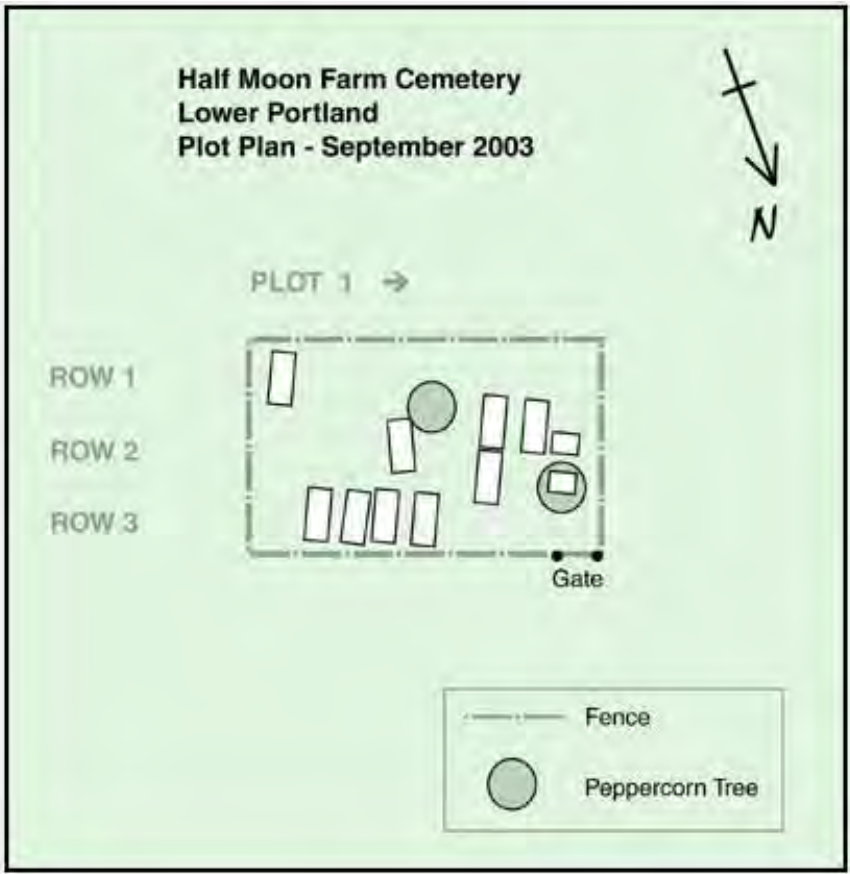 Half Moon Farm Cemetery
Lower Portland
Plot Plan - September 2003
N
PLOT 1 →
ROW 1
ROW 2
ROW 3
Gate
Fence
Peppercorn Tree